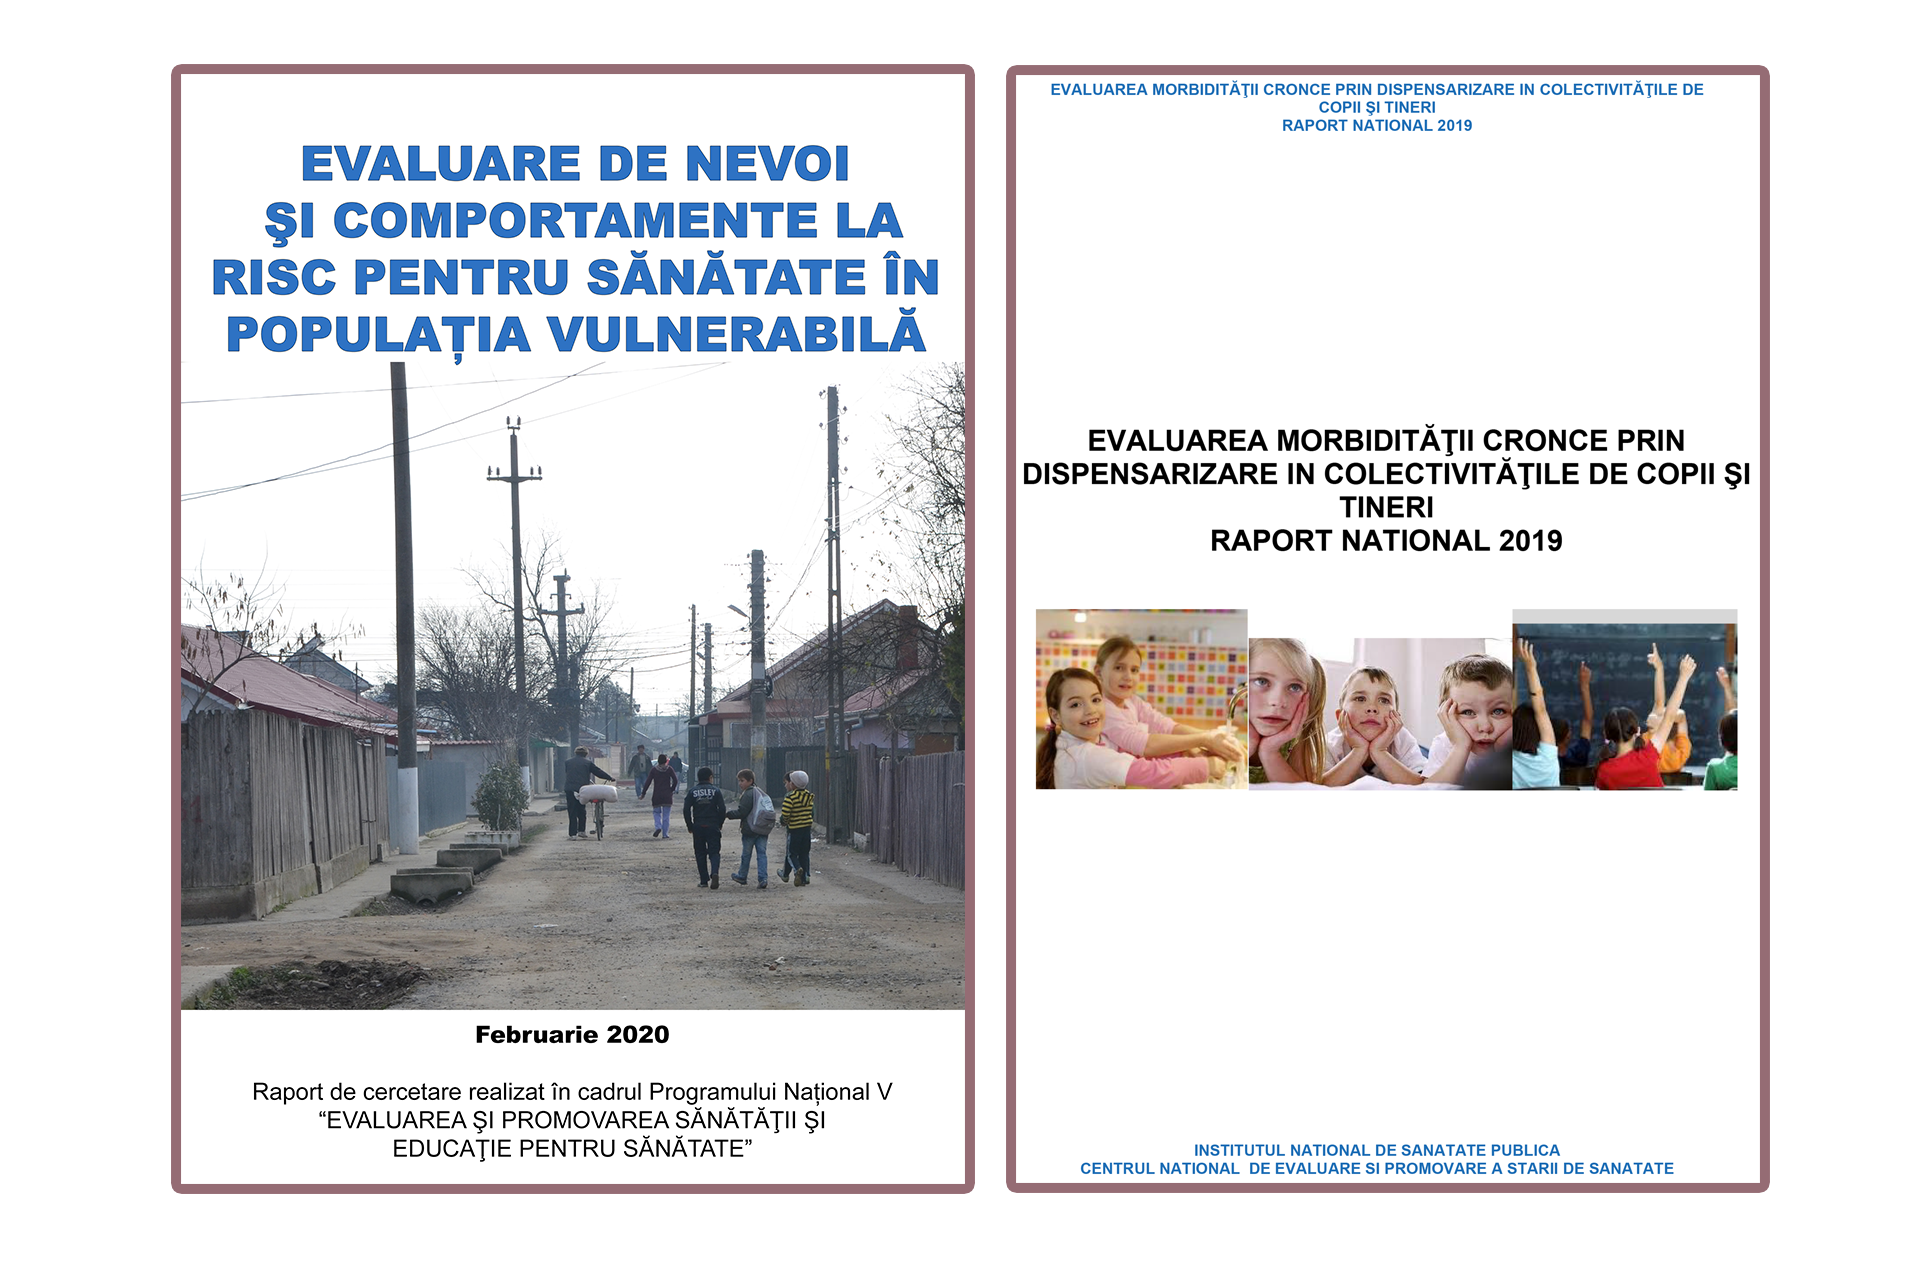 EVALUARE DE NEVOI
ŞI COMPORTAMENTE LA
RISC PENTRU SĂNĂTATE ÎN
POPULAȚIA VULNERABILĂ
SISLEY
Februarie 2020
Raport de cercetare realizat în cadrul Programului Național V
“EVALUAREA ŞI PROMOVAREA SĂNĂTĂŢII ŞI
EDUCAŢIE PENTRU SĂNĂTATE”
EVALUAREA MORBIDITĂŢII CRONCE PRIN DISPENSARIZARE IN COLECTIVITĂŢILE DE
COPII ŞI TINERI
RAPORT NATIONAL 2019
EVALUAREA MORBIDITĂŢII CRONCE PRIN
DISPENSARIZARE IN COLECTIVITĂŢILE DE COPII ŞI
TINERI
RAPORT NATIONAL 2019
INSTITUTUL NATIONAL DE SANATATE PUBLICA
CENTRUL NATIONAL  DE EVALUARE SI PROMOVARE A STARII DE SANATATE